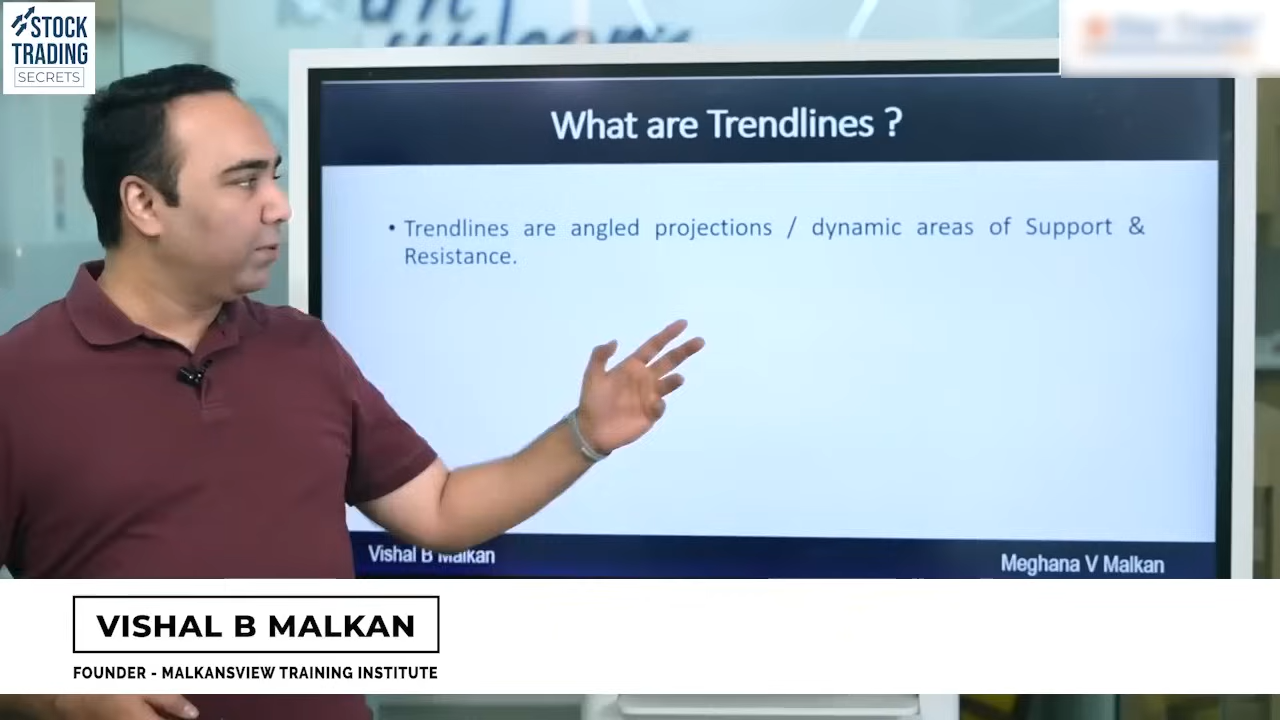 STOCK
TRADING
SECRETS
What are Trendlines ?
• Trendlines are angled projections / dynamic areas of Support &
Resistance.
Vishal B Malkan
Meghana V Malkan
VISHAL B MALKAN
FOUNDER - MALKANSVIEW TRAINING INSTITUTE